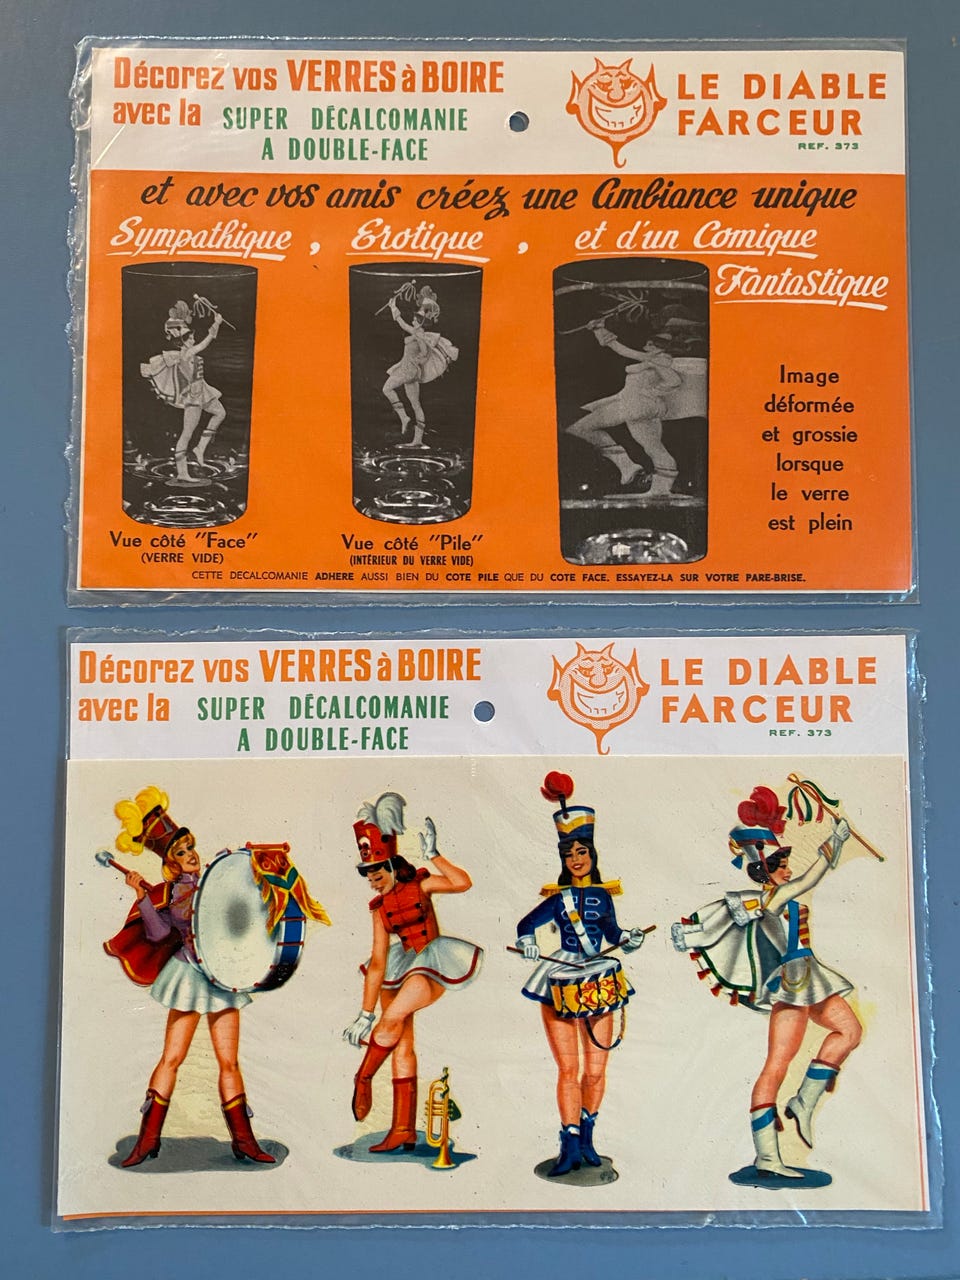 Décorez vos VERRES à BOIRE
avec la SUPER DÉCALCOMANIE
A DOUBLE-FACE
LE DIABLE
FARCEUR
REF. 373
et avec vos amis créez une Ambiance unique
Sympathique, Erotique, et d'un Comique
Fantastique
Image
déformée
et grossie
lorsque
le verre
est plein
Vue côté "Face"
(VERRE VIDE)
Vue côté "Pile"
(INTÉRIEUR DU VERRE VIDE)
CETTE DECALCOMANIE ADHERE AUSSI BIEN DU COTE PILE QUE DU COTE FACE. ESSAYEZ-LA SUR VOTRE PARE-BRISE.
Décorez vos VERRES à BOIRE
avec la SUPER DÉCALCOMANIE
A DOUBLE-FACE
LE DIABLE
FARCEUR
REF. 373